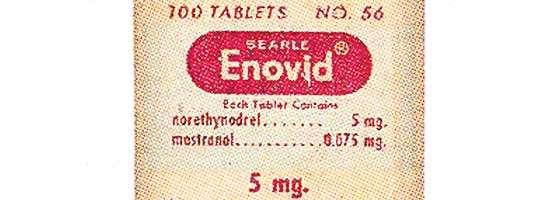 100 TABLETS NO. 56
SEARLE
Enovid®
Each Tablet Contains
norethynodrel....... 5 mg.
mestranol...........0.075 mg.
5 mg.